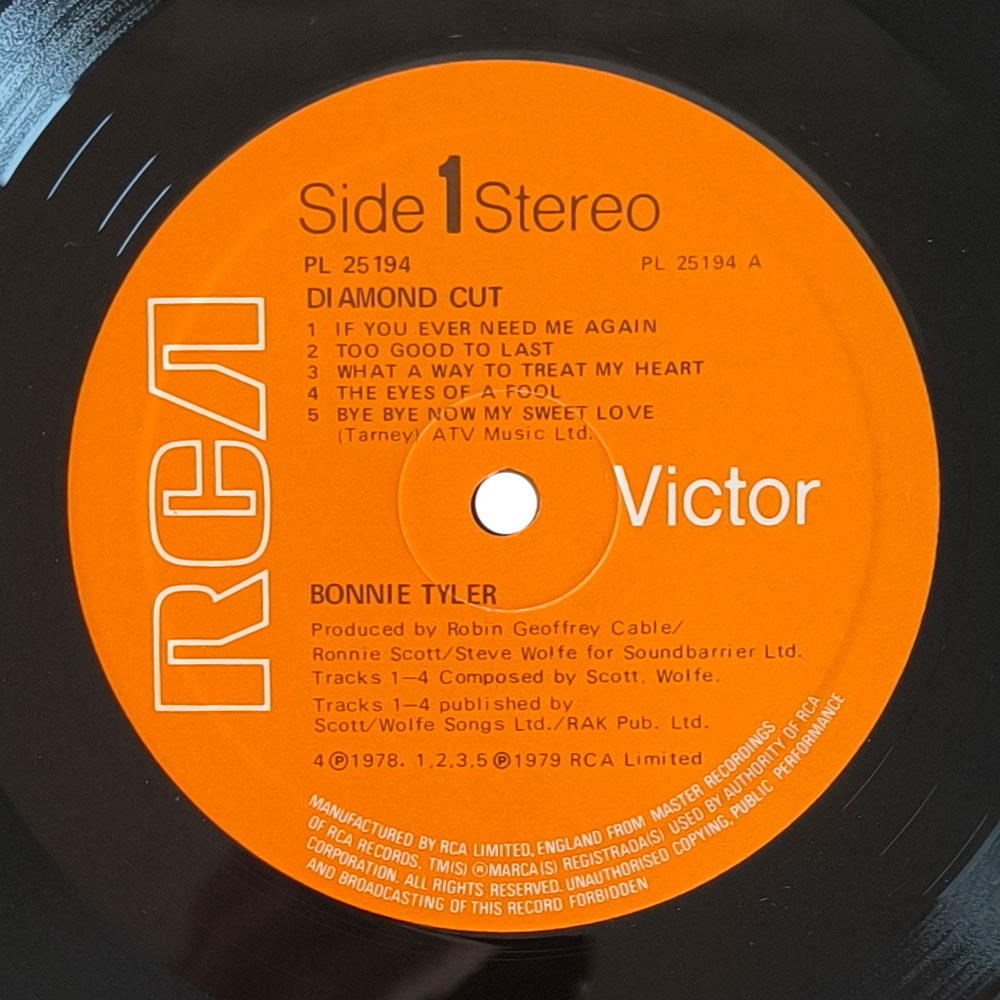 Side 1 Stereo
PL 25194 PL 25194 A
DIAMOND CUT
1 IF YOU EVER NEED ME AGAIN
2 TOO GOOD TO LAST
3 WHAT A WAY TO TREAT MY HEART
4 THE EYES OF A FOOL
5 BYE BYE NOW MY SWEET LOVE
(Tarney) ATV Music Ltd.
RCA
Victor
BONNIE TYLER
Produced by Robin Geoffrey Cable/
Ronnie Scott/Steve Wolfe for Soundbarrier Ltd.
Tracks 1—4 Composed by Scott, Wolfe.
Tracks 1—4 published by
Scott/Wolfe Songs Ltd./RAK Pub. Ltd.
4 ℗1978. 1,2,3,5 ℗1979 RCA Limited
MANUFACTURED BY RCA LIMITED, ENGLAND FROM MASTER RECORDINGS
OF RCA RECORDS. TM(S) ® MARCA(S) REGISTRADA(S) USED BY AUTHORITY OF RCA
CORPORATION. ALL RIGHTS RESERVED. UNAUTHORISED COPYING, PUBLIC PERFORMANCE
AND BROADCASTING OF THIS RECORD FORBIDDEN